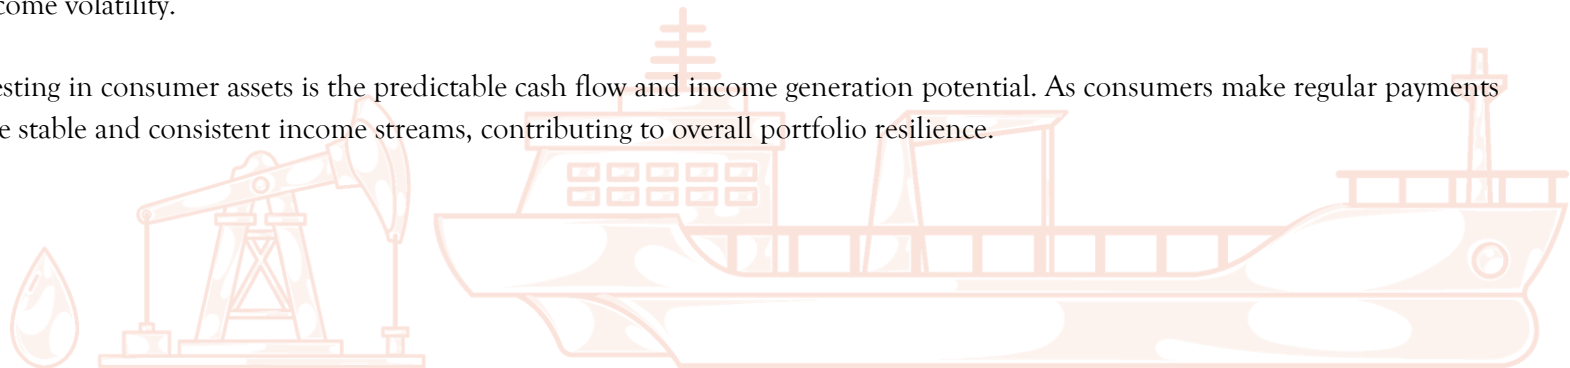 come volatility.
esting in consumer assets is the predictable cash flow and income generation potential. As consumers make regular payments
e stable and consistent income streams, contributing to overall portfolio resilience.